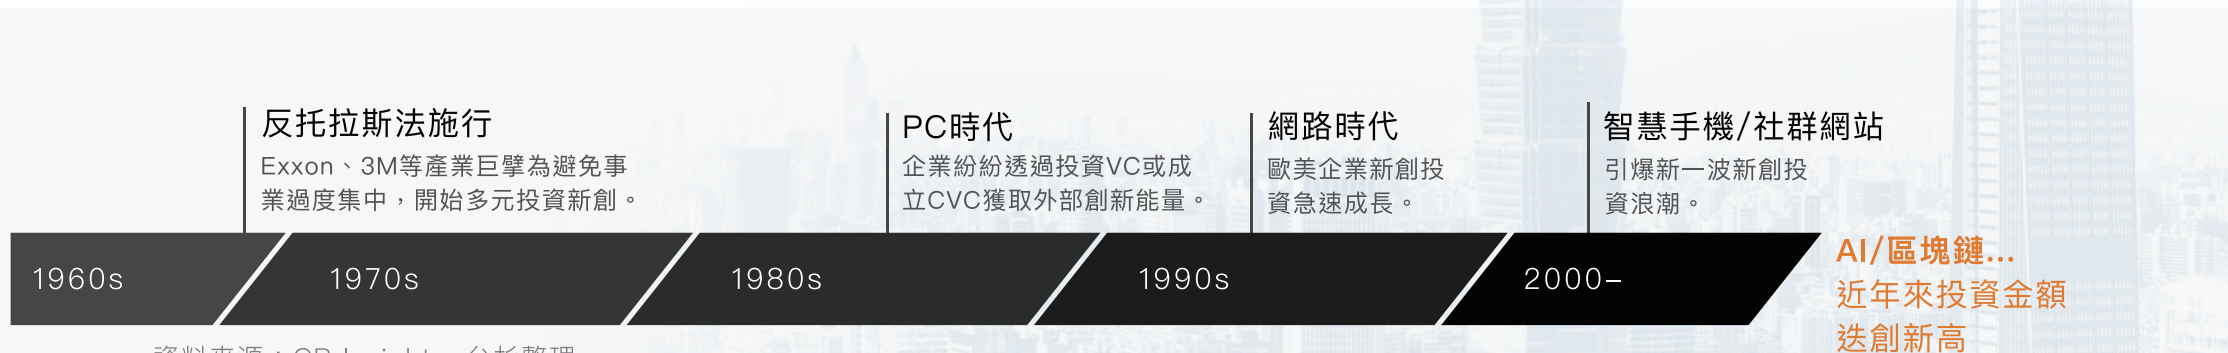 反托拉斯法施行
Exxon、3M等產業巨擘為避免事
業過度集中，開始多元投資新創。
PC時代
企業紛紛透過投資VC或成
立CVC獲取外部創新能量。
網路時代
歐美企業新創投
資急速成長。
智慧手機/社群網站
引爆新一波新創投
資浪潮。
1960s
1970s
1980s
1990s
2000–
AI/區塊鏈...
近年來投資金額
迭創新高